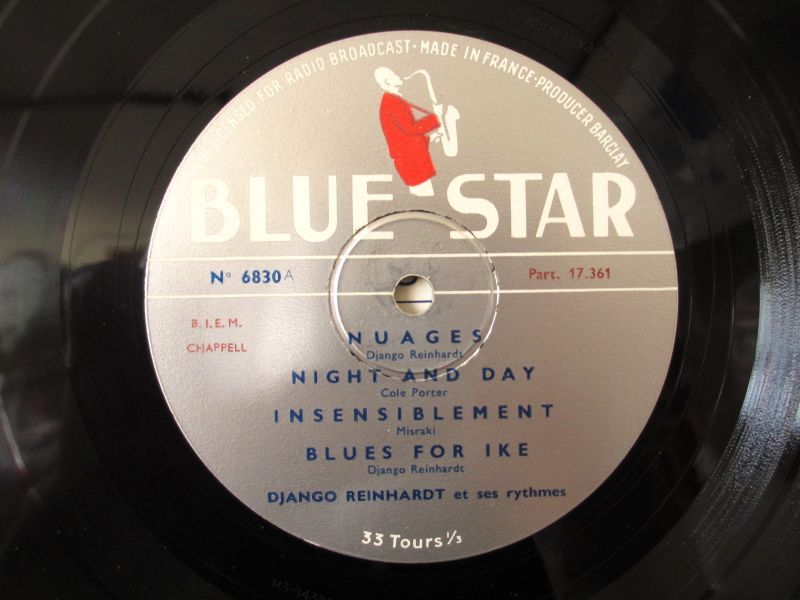 LICENSED FOR RADIO BROADCAST · MADE IN FRANCE · PRODUCER BARCLAY
BLUE STAR
Nº 6830 A
Part. 17.361
B. I. E. M.
CHAPPELL
NUAGES
Django Reinhardt
NIGHT AND DAY
Cole Porter
INSENSIBLEMENT
Misraki
BLUES FOR IKE
Django Reinhardt
DJANGO REINHARDT et ses rythmes
33 Tours 1/3